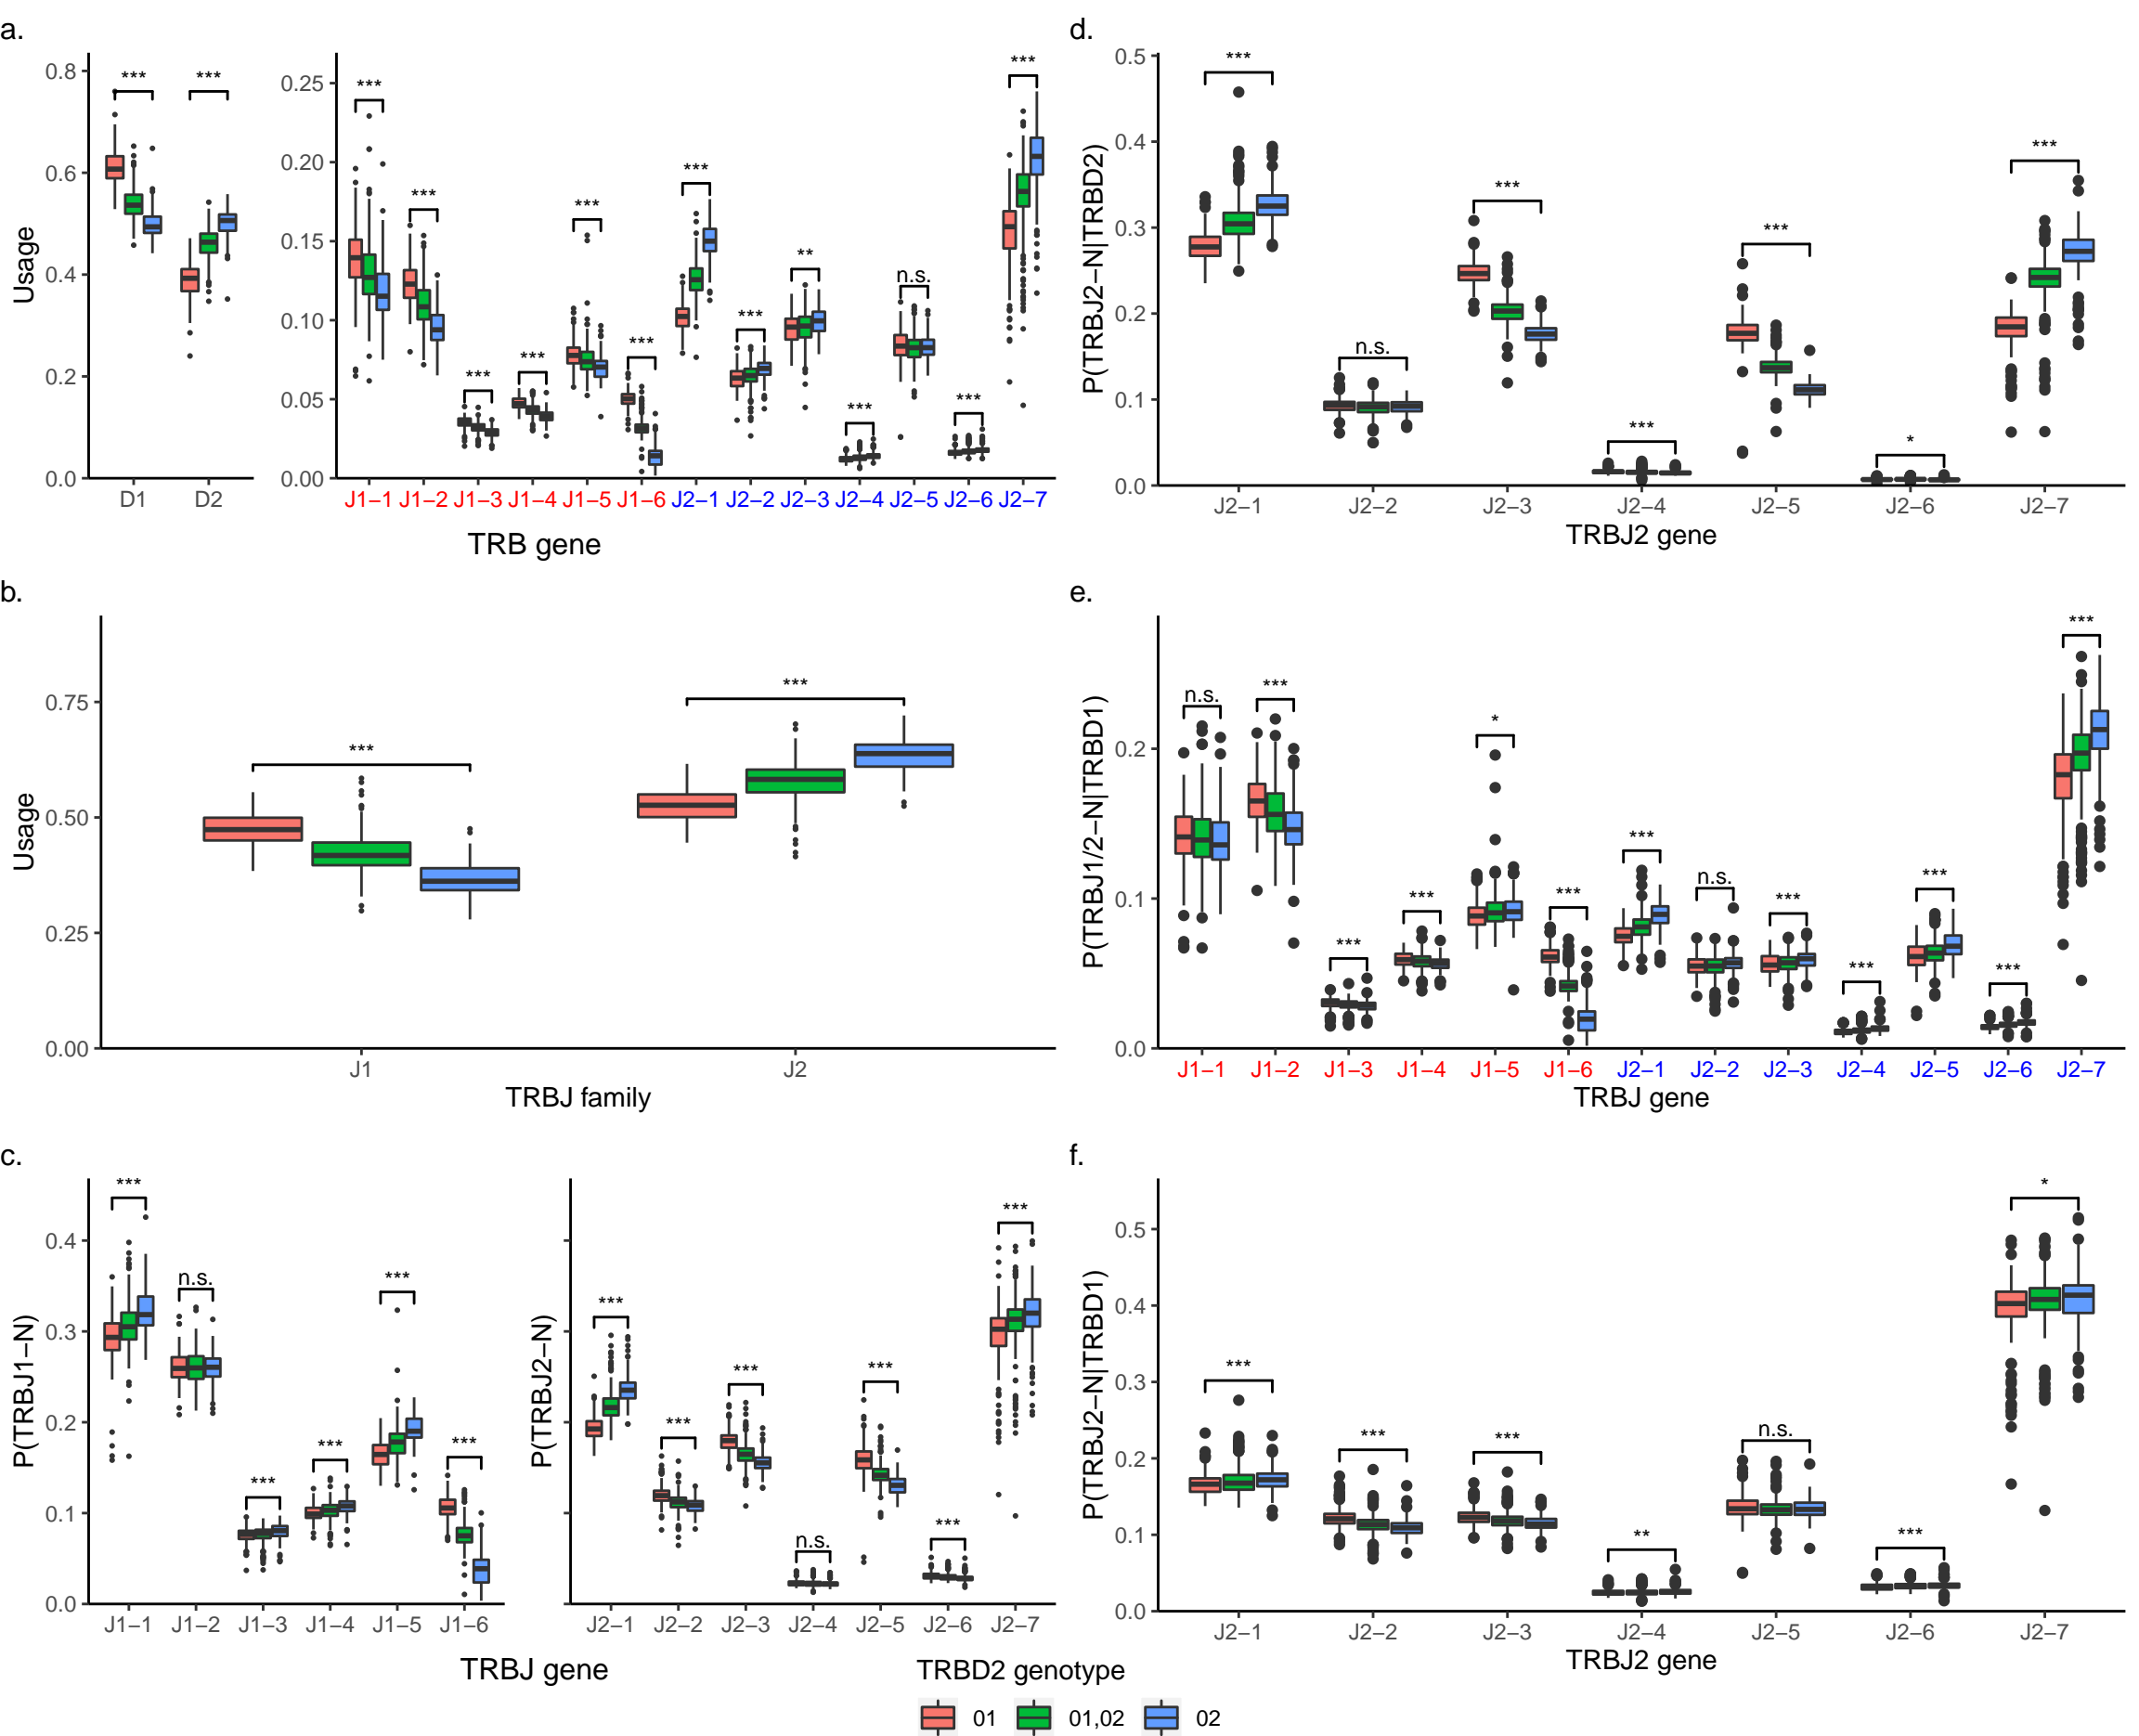 a.
Usage
0.8
0.6
0.4
0.2
0.0
*** ***
D1 D2
0.25
0.20
0.15
0.10
0.05
0.00
*** *** *** *** *** *** *** *** ** *** n.s. *** ***
J1−1 J1−2 J1−3 J1−4 J1−5 J1−6 J2−1 J2−2 J2−3 J2−4 J2−5 J2−6 J2−7
TRB gene
b.
Usage
0.75
0.50
0.25
0.00
*** ***
J1 J2
TRBJ family
c.
P(TRBJ1−N)
0.4
0.3
0.2
0.1
0.0
*** n.s. *** *** *** ***
J1−1 J1−2 J1−3 J1−4 J1−5 J1−6
P(TRBJ2−N)
*** *** *** n.s. *** *** ***
J2−1 J2−2 J2−3 J2−4 J2−5 J2−6 J2−7
TRBJ gene
d.
P(TRBJ2−N|TRBD2)
0.5
0.4
0.3
0.2
0.1
0.0
*** n.s. *** *** *** * ***
J2−1 J2−2 J2−3 J2−4 J2−5 J2−6 J2−7
TRBJ2 gene
e.
P(TRBJ1/2−N|TRBD1)
0.2
0.1
0.0
n.s. *** *** *** * *** *** n.s. *** *** *** *** ***
J1−1 J1−2 J1−3 J1−4 J1−5 J1−6 J2−1 J2−2 J2−3 J2−4 J2−5 J2−6 J2−7
TRBJ gene
f.
P(TRBJ2−N|TRBD1)
0.5
0.4
0.3
0.2
0.1
0.0
*** *** *** ** n.s. *** *
J2−1 J2−2 J2−3 J2−4 J2−5 J2−6 J2−7
TRBJ2 gene
TRBD2 genotype
01 01,02 02